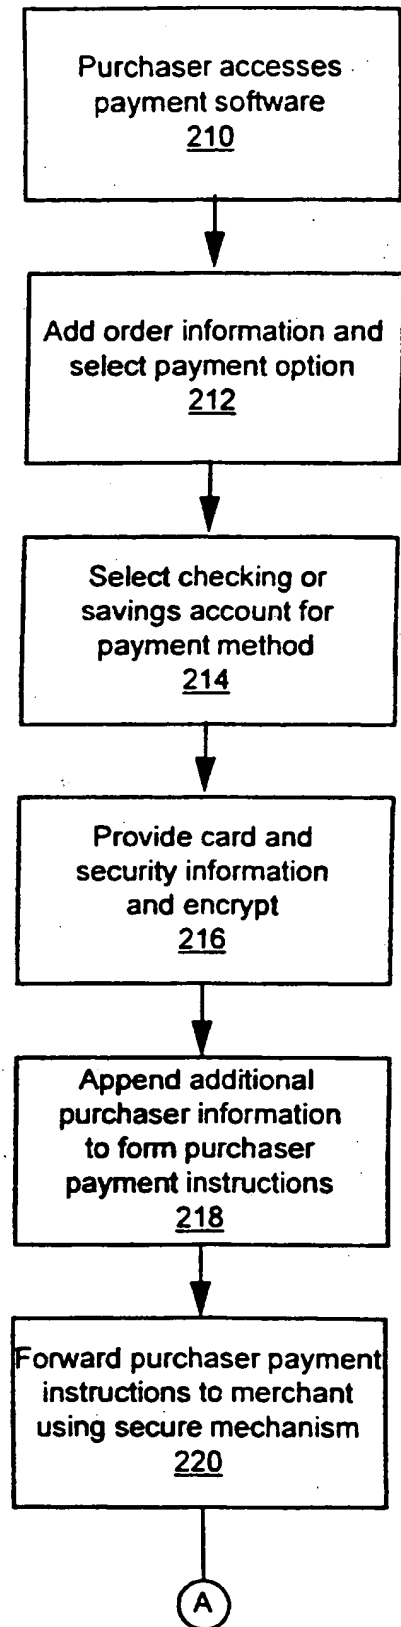 Purchaser accesses
payment software
210
Add order information and
select payment option
212
Select checking or
savings account for
payment method
214
Provide card and
security information
and encrypt
216
Append additional
purchaser information
to form purchaser
payment instructions
218
Forward purchaser payment
instructions to merchant
using secure mechanism
220
A